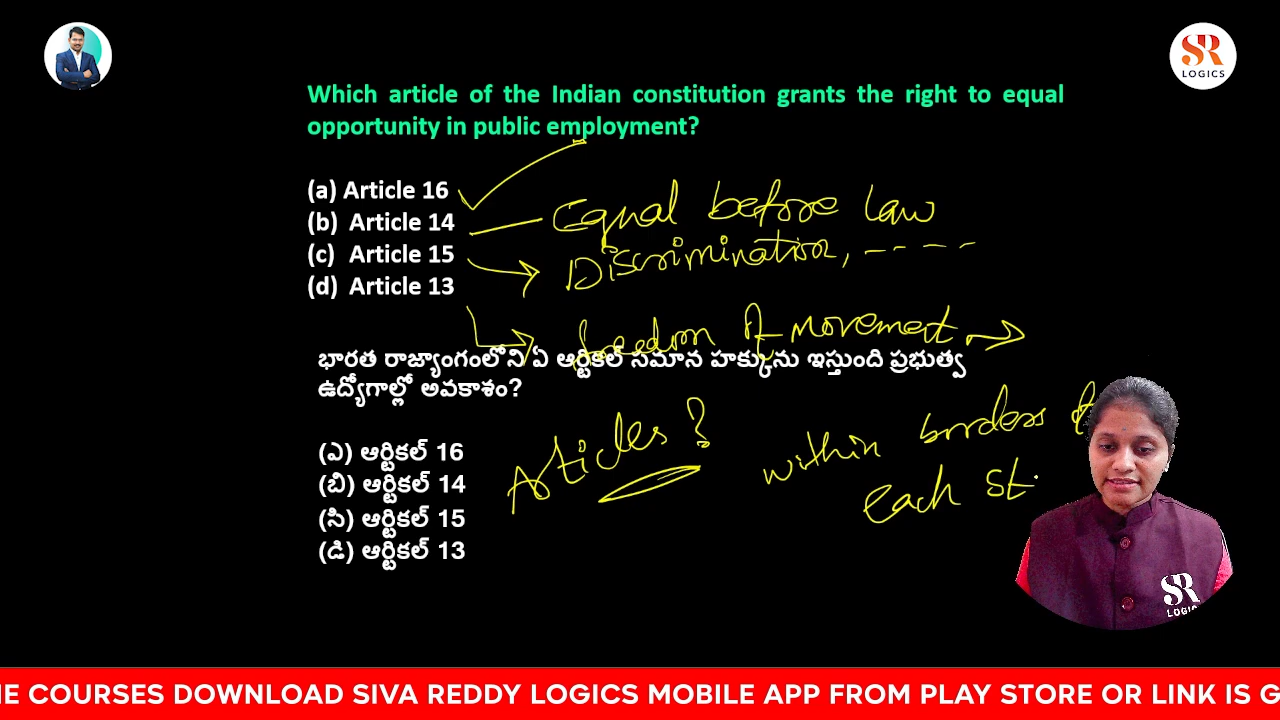 SR
LOGICS
Which article of the Indian constitution grants the right to equal
opportunity in public employment?
(a) Article 16
(b) Article 14
(c) Article 15
(d) Article 13
Equal before law
Discrimination, -----
freedom of movement
within borders
each St.
Articles ?
భారత రాజ్యాంగంలోని ఏ ఆర్టికల్ సమాన హక్కును ఇస్తుంది ప్రభుత్వ
ఉద్యోగాల్లో అవకాశం?
(ఎ) ఆర్టికల్ 16
(బి) ఆర్టికల్ 14
(సి) ఆర్టికల్ 15
(డి) ఆర్టికల్ 13
SR
LOGIC
NE COURSES DOWNLOAD SIVA REDDY LOGICS MOBILE APP FROM PLAY STORE OR LINK IS G